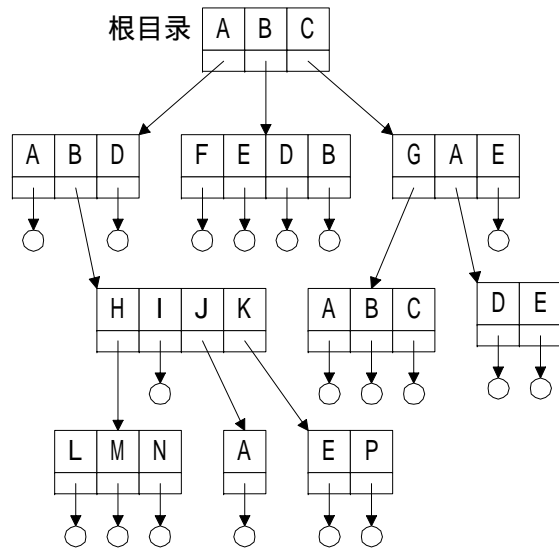 根目录 A B C
A B D F E D B G A E
H I J K A B C D E
L M N A E P